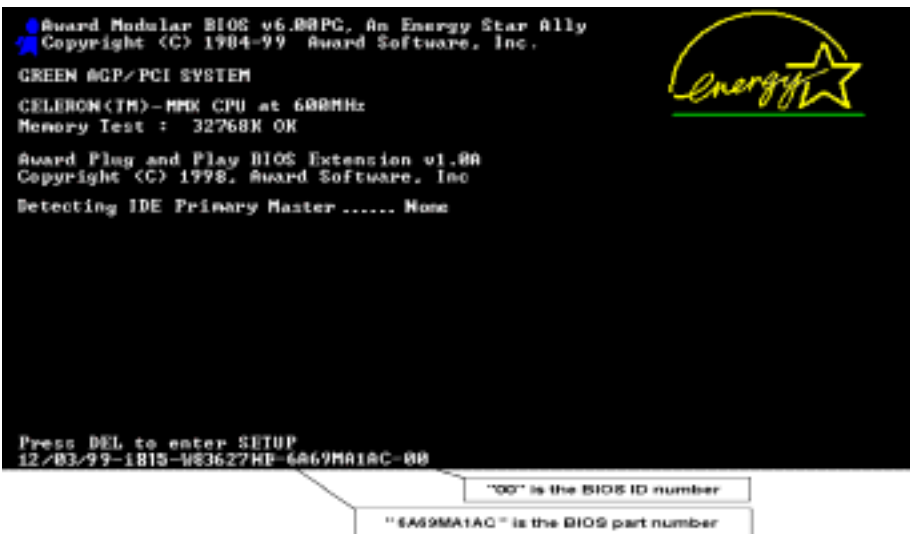 Award Modular BIOS v6.00PG, An Energy Star Ally
Copyright (C) 1984-99 Award Software, Inc.
energy
GREEN AGP/PCI SYSTEM
CELERON(TM)-MMX CPU at 600MHz
Memory Test : 32768K OK
Award Plug and Play BIOS Extension v1.0A
Copyright (C) 1998, Award Software, Inc
Detecting IDE Primary Master ...... None
Press DEL to enter SETUP
12/03/99-i815-W83627HF-6A69MA1AC-00
"00" is the BIOS ID number
"6A69MA1AC" is the BIOS part number